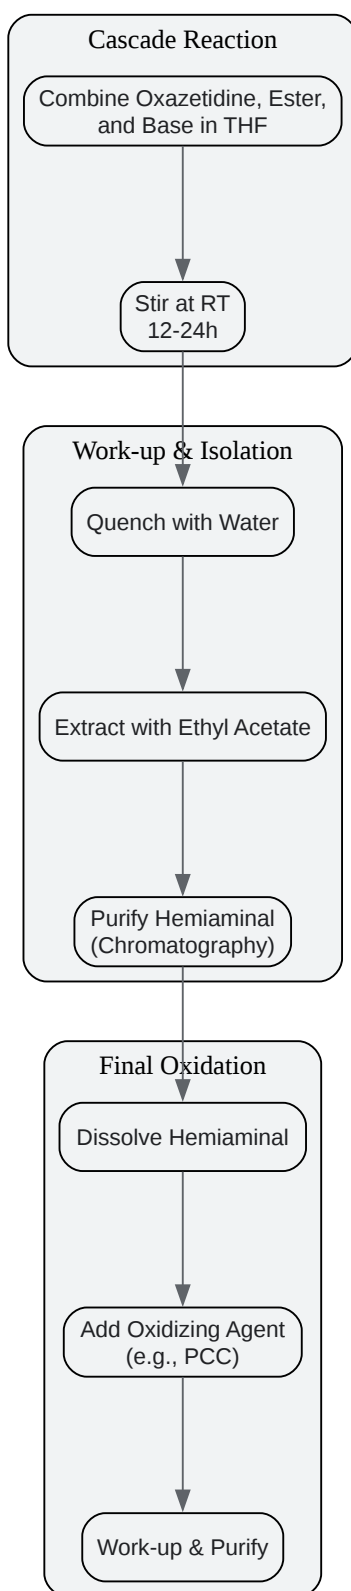 Cascade Reaction
Combine Oxazetidine, Ester,
and Base in THF
Stir at RT
12-24h
Work-up & Isolation
Quench with Water
Extract with Ethyl Acetate
Purify Hemiaminal
(Chromatography)
Final Oxidation
Dissolve Hemiaminal
Add Oxidizing Agent
(e.g., PCC)
Work-up & Purify